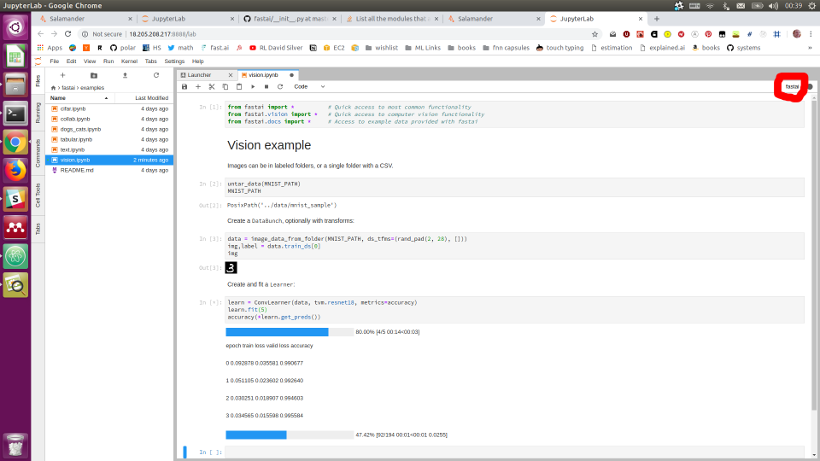 JupyterLab - Google Chrome
00:39
Salamander
JupyterLab
fastai/__init__.py at mas
List all the modules that
Salamander
JupyterLab
Not secure | 18.205.208.217:8888/lab
Apps
polar
HS
math
fast.ai
RL David Silver
EC2
wishlist
ML Links
books
fnn capsules
touch typing
estimation
explained.ai
books
systems
File Edit View Run Kernel Tabs Settings Help
Files
Running
Commands
Cell Tools
Tabs
fastai > examples
Name Last Modified
cifar.ipynb 4 days ago
collab.ipynb 4 days ago
dogs_cats.ipynb 4 days ago
tabular.ipynb 4 days ago
text.ipynb 4 days ago
vision.ipynb 2 minutes ago
README.md 4 days ago
Launcher
vision.ipynb
Code
fastai
In [1]: from fastai import * # Quick access to most common functionality
from fastai.vision import * # Quick access to computer vision functionality
from fastai.docs import * # Access to example data provided with fastai
Vision example
Images can be in labeled folders, or a single folder with a CSV.
In [2]: untar_data(MNIST_PATH)
MNIST_PATH
Out[2]: PosixPath('../data/mnist_sample')
Create a DataBunch, optionally with transforms:
In [3]: data = image_data_from_folder(MNIST_PATH, ds_tfms=(rand_pad(2, 28), []))
img,label = data.train_ds[0]
img
Out[3]: 3
Create and fit a Learner:
In [*]: learn = ConvLearner(data, tvm.resnet18, metrics=accuracy)
learn.fit(5)
accuracy(*learn.get_preds())
80.00% [4/5 00:14<00:03]
epoch train loss valid loss accuracy
0 0.092978 0.035581 0.990677
1 0.051105 0.023602 0.992640
2 0.038251 0.018907 0.994603
3 0.034565 0.015598 0.995584
47.42% [92/194 00:01<00:01 0.0255]
In [ ]: